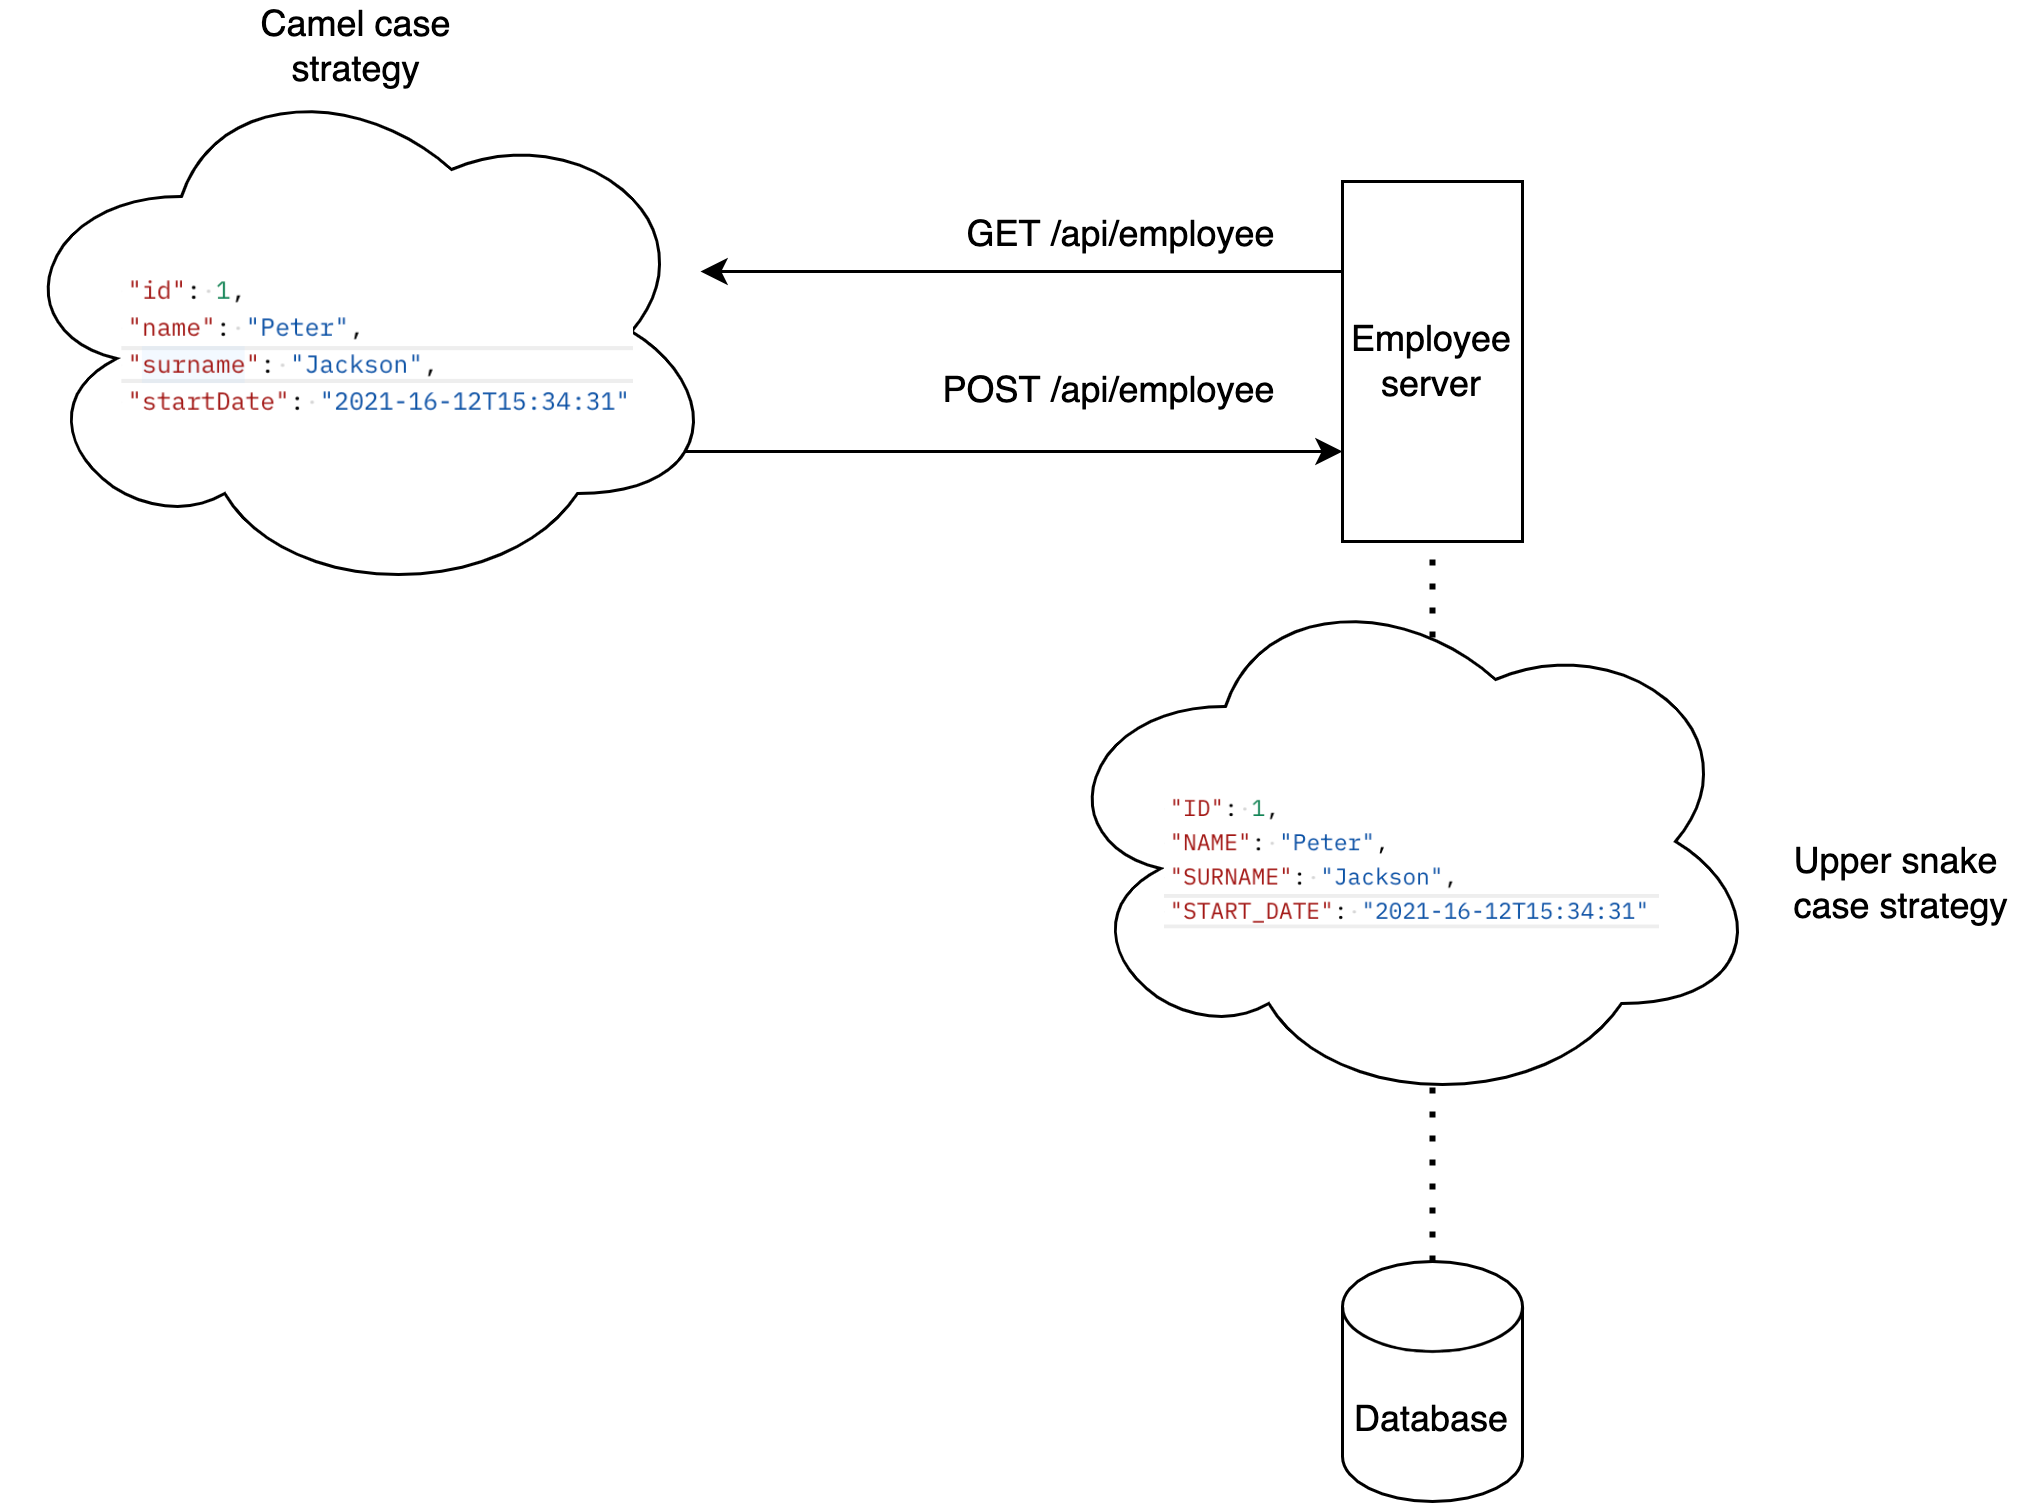 Camel case
strategy
"id": 1,
"name": "Peter",
"surname": "Jackson",
"startDate": "2021-16-12T15:34:31"
GET /api/employee
POST /api/employee
Employee
server
"ID": 1,
"NAME": "Peter",
"SURNAME": "Jackson",
"START_DATE": "2021-16-12T15:34:31"
Upper snake
case strategy
Database